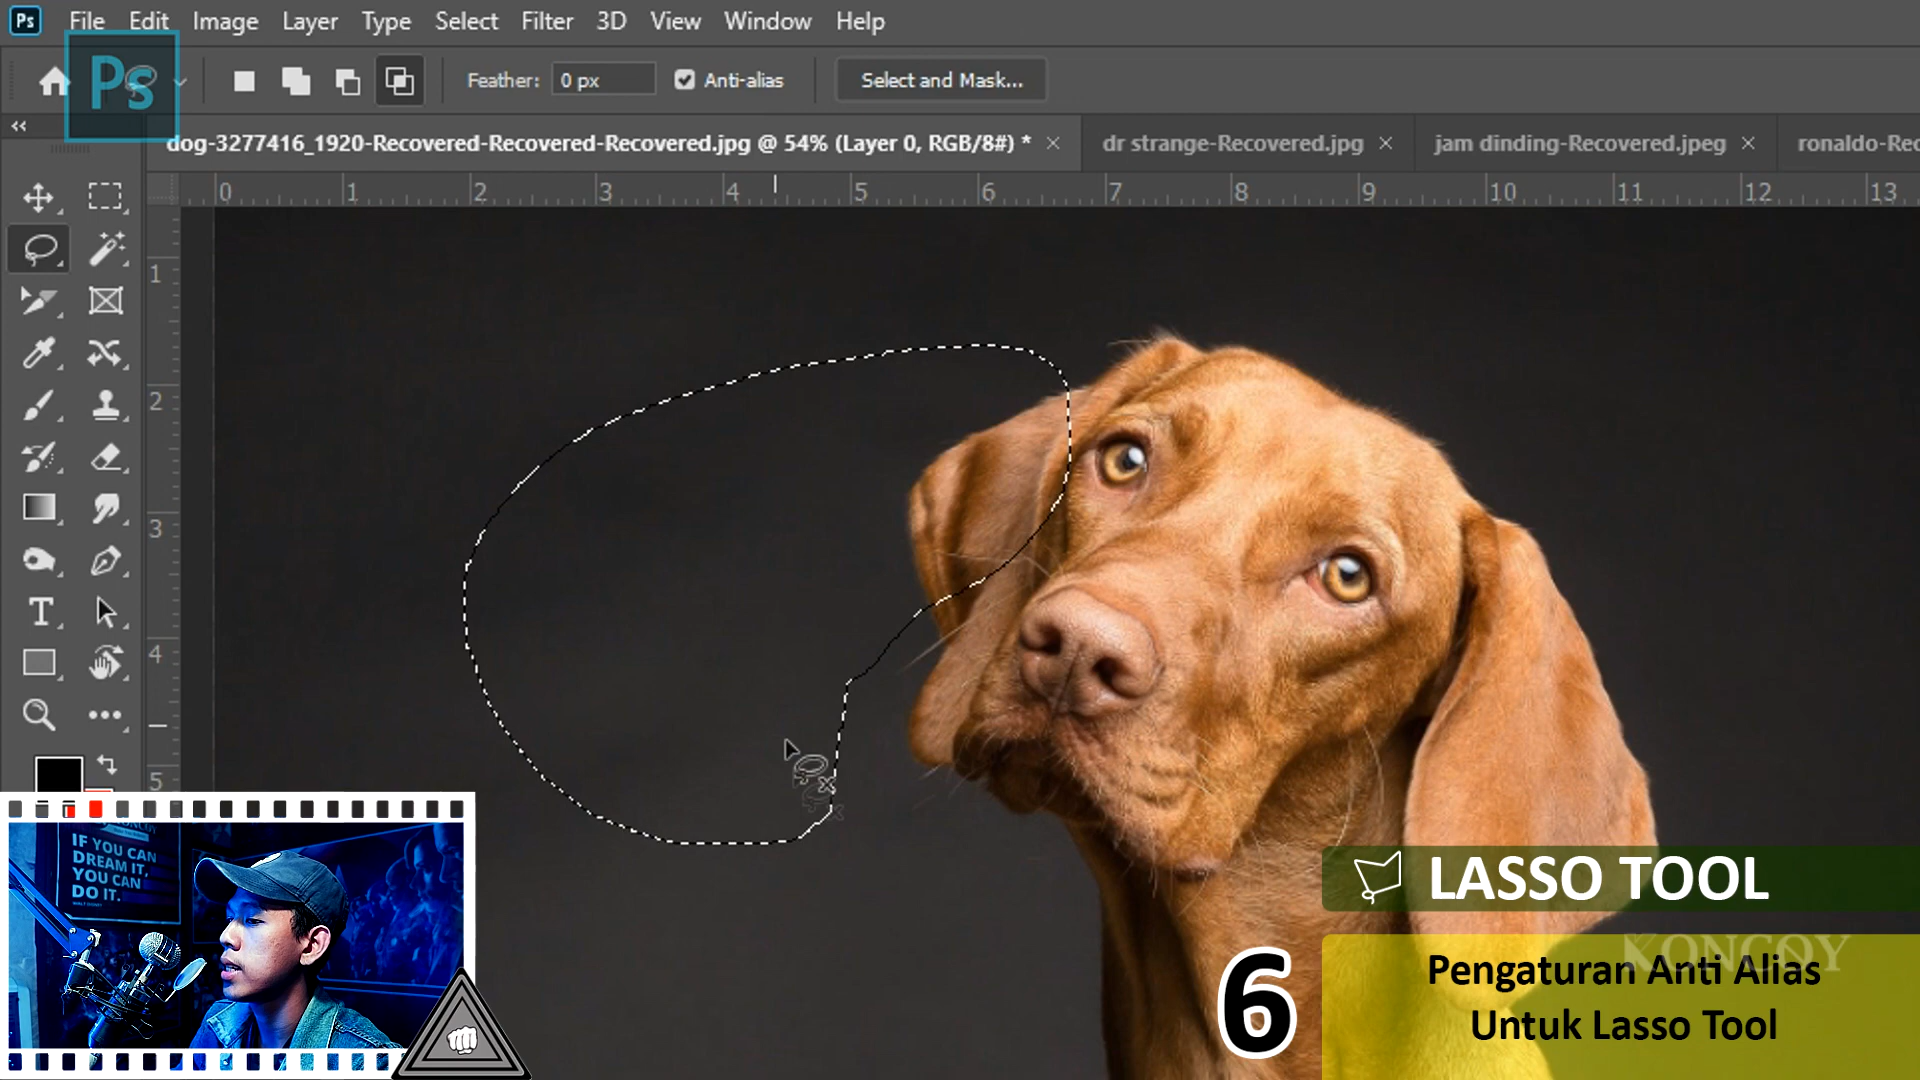 Ps File Edit Image Layer Type Select Filter 3D View Window Help
Ps Feather: 0 px Anti-alias Select and Mask...
dog-3277416_1920-Recovered-Recovered-Recovered.jpg @ 54% (Layer 0, RGB/8#) * × dr strange-Recovered.jpg × jam dinding-Recovered.jpeg × ronaldo-Rec
0 1 2 3 4 5 6 7 8 9 10 11 12 13
1
2
3
4
5
IF YOU CAN
DREAM IT,
YOU CAN
DO IT.
LASSO TOOL
KONCOY
6
Pengaturan Anti Alias
Untuk Lasso Tool